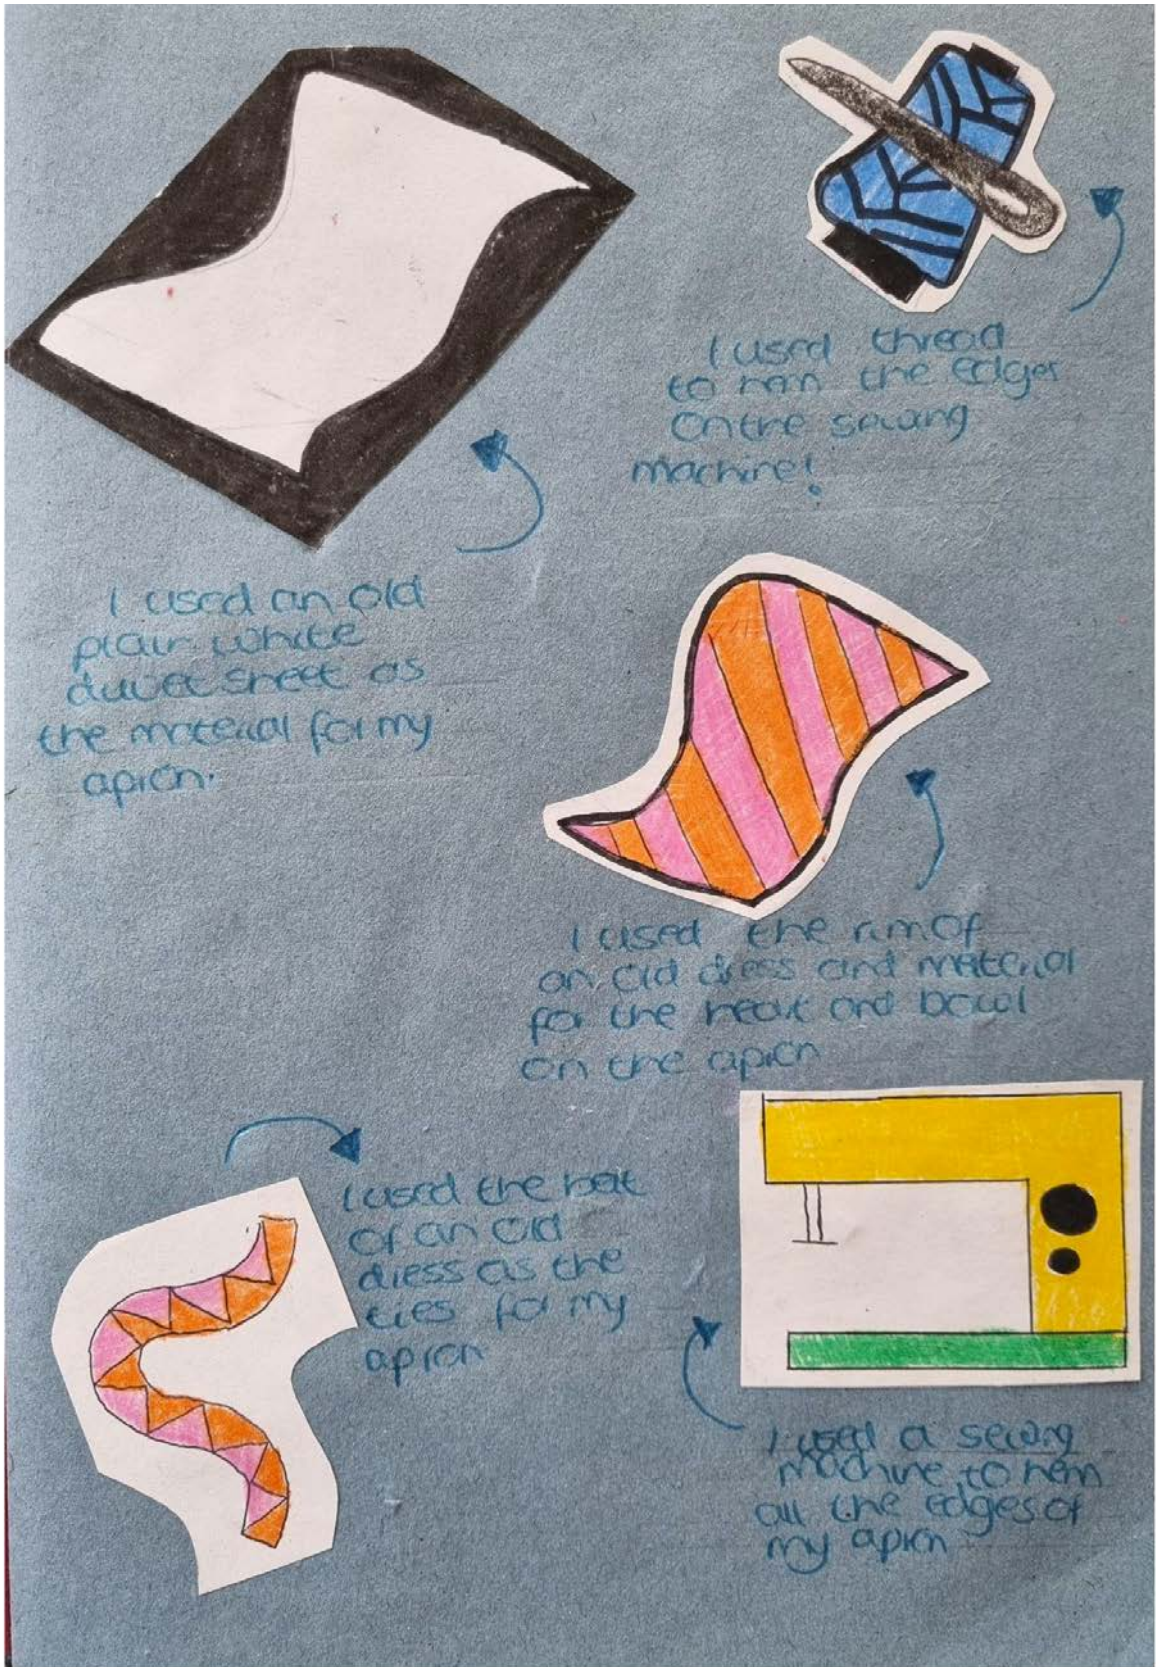 I used thread
to hem the edges
on the sewing
machine!
I used an old
plain white
duvet sheet as
the material for my
apron.
I used the rim of
an old dress and material
for the heart and bowl
on the apron
I used the belt
of an old
dress as the
ties for my
apron
I used a sewing
machine to hem
all the edges of
my apron